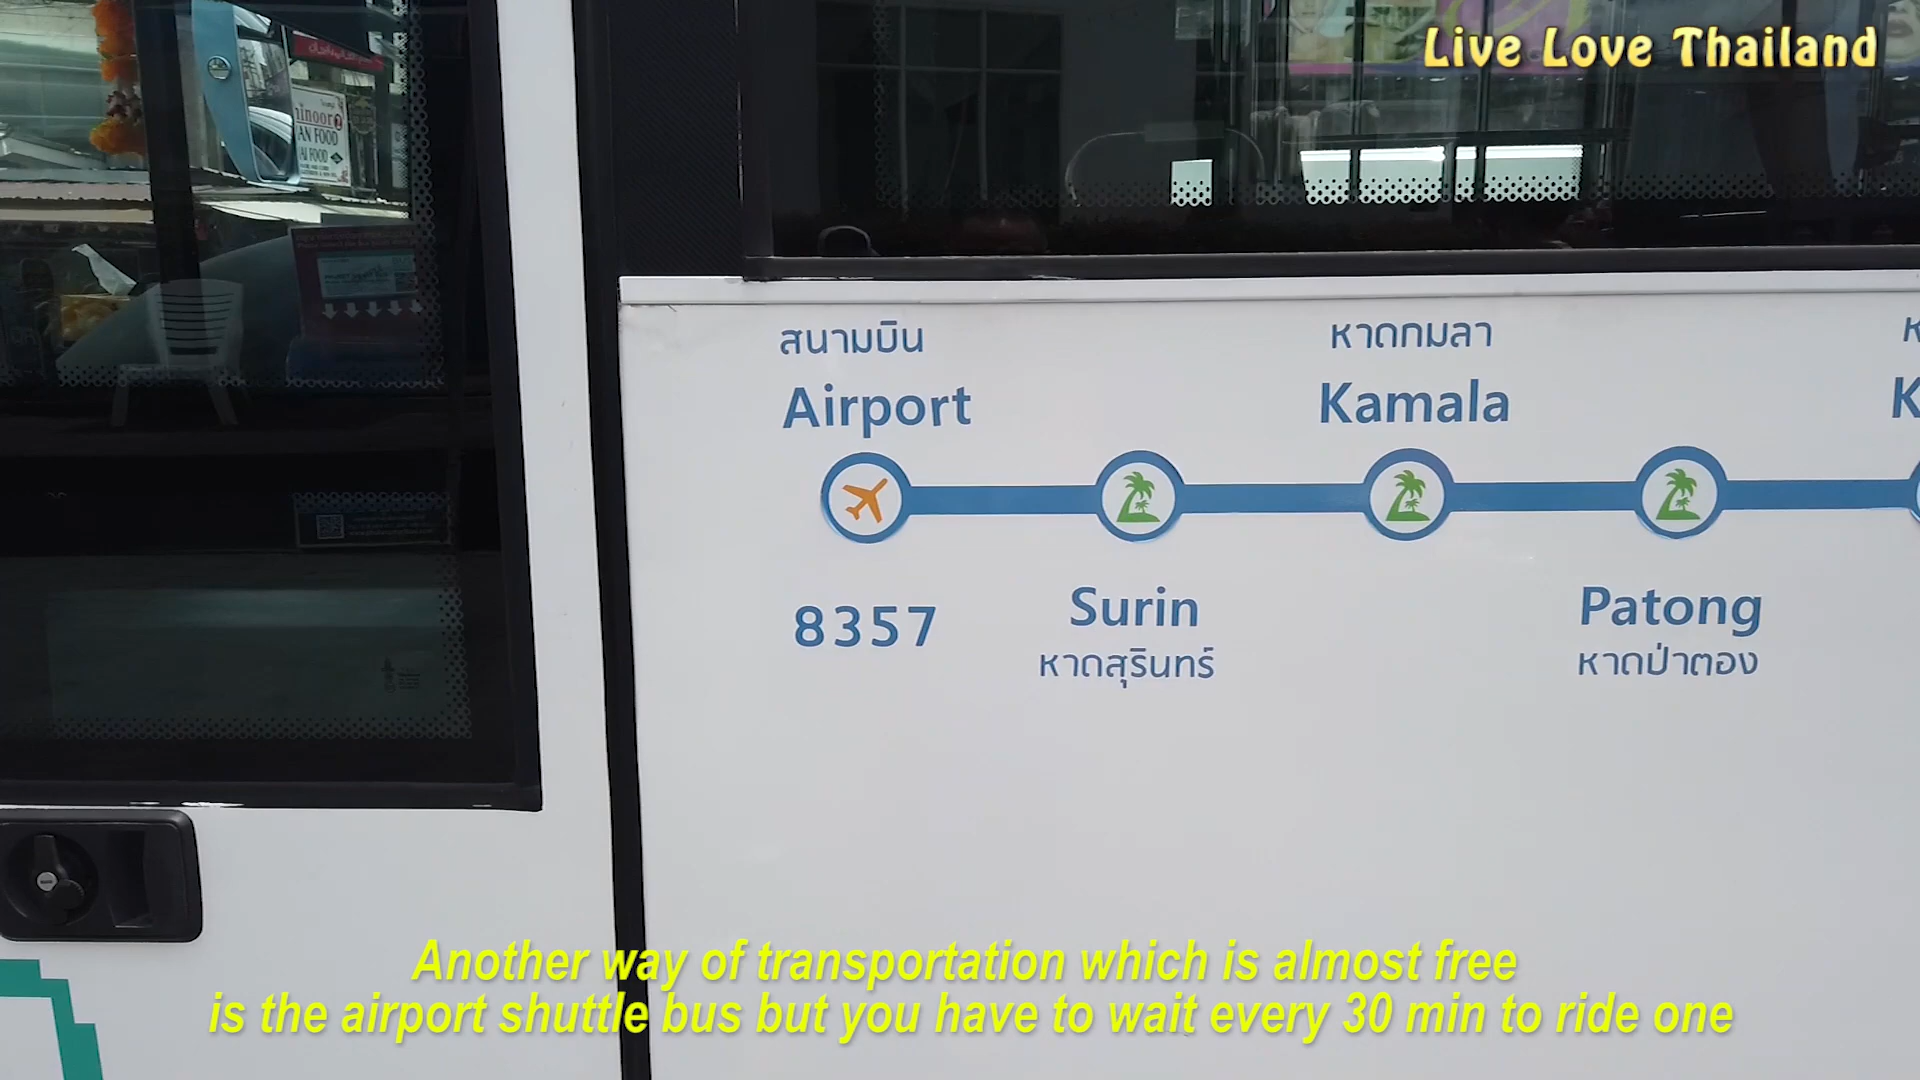 Live Love Thailand
AN FOOD
สนามบิน
Airport
หาดกมลา
Kamala
8357
Surin
หาดสุรินทร์
Patong
หาดป่าตอง
Another way of transportation which is almost free
is the airport shuttle bus but you have to wait every 30 min to ride one